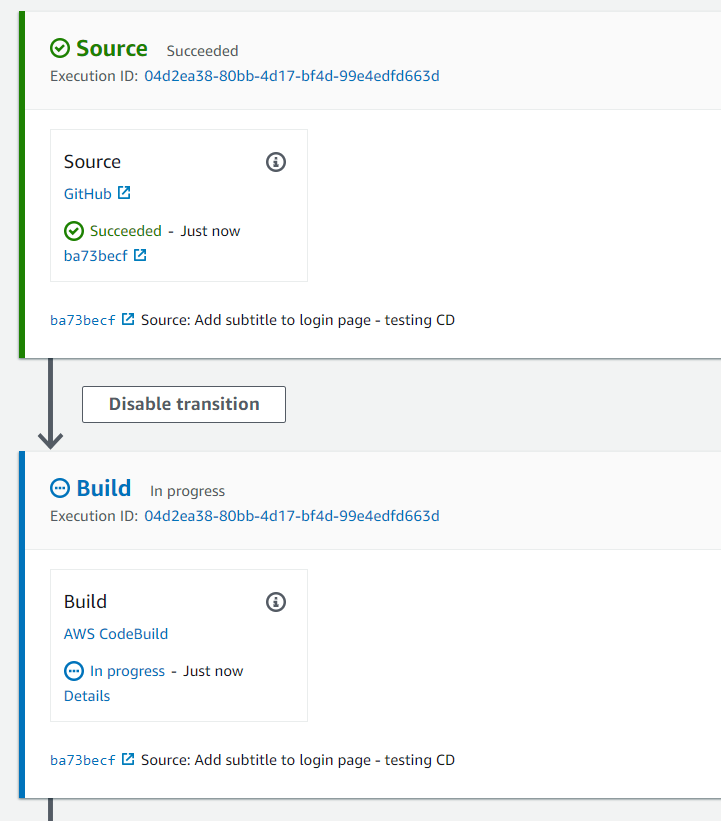 Source Succeeded
Execution ID: 04d2ea38-80bb-4d17-bf4d-99e4edfd663d
Source
GitHub
Succeeded - Just now
ba73becf
ba73becf Source: Add subtitle to login page - testing CD
Disable transition
Build In progress
Execution ID: 04d2ea38-80bb-4d17-bf4d-99e4edfd663d
Build
AWS CodeBuild
In progress - Just now
Details
ba73becf Source: Add subtitle to login page - testing CD